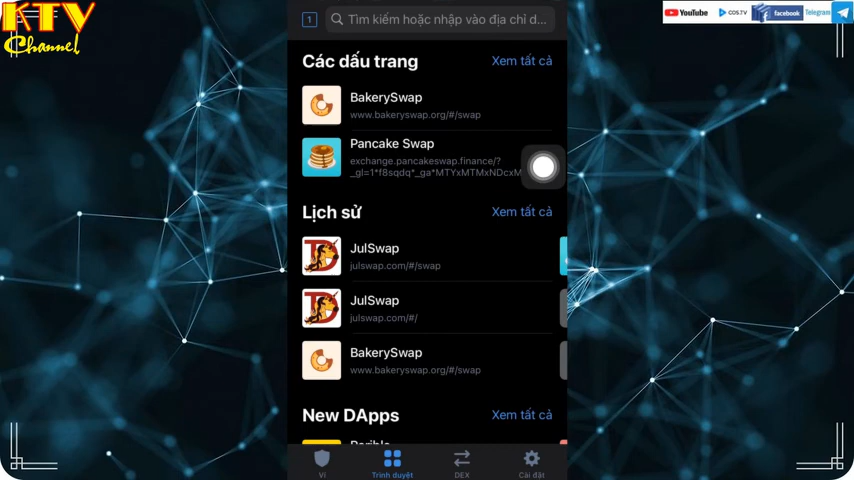 KTV
Channel
YouTube
COS.TV
facebook
Telegram
1
Tìm kiếm hoặc nhập vào địa chỉ d...
Các dấu trang
Xem tất cả
BakerySwap
www.bakeryswap.org/#/swap
Pancake Swap
exchange.pancakeswap.finance/?
_gl=1*f8sqdq*_ga*MTYxMTMxNDcxM
Lịch sử
Xem tất cả
JulSwap
julswap.com/#/swap
JulSwap
julswap.com/#/
BakerySwap
www.bakeryswap.org/#/swap
New DApps
Xem tất cả
Ví
Trình duyệt
DEX
Cài đặt